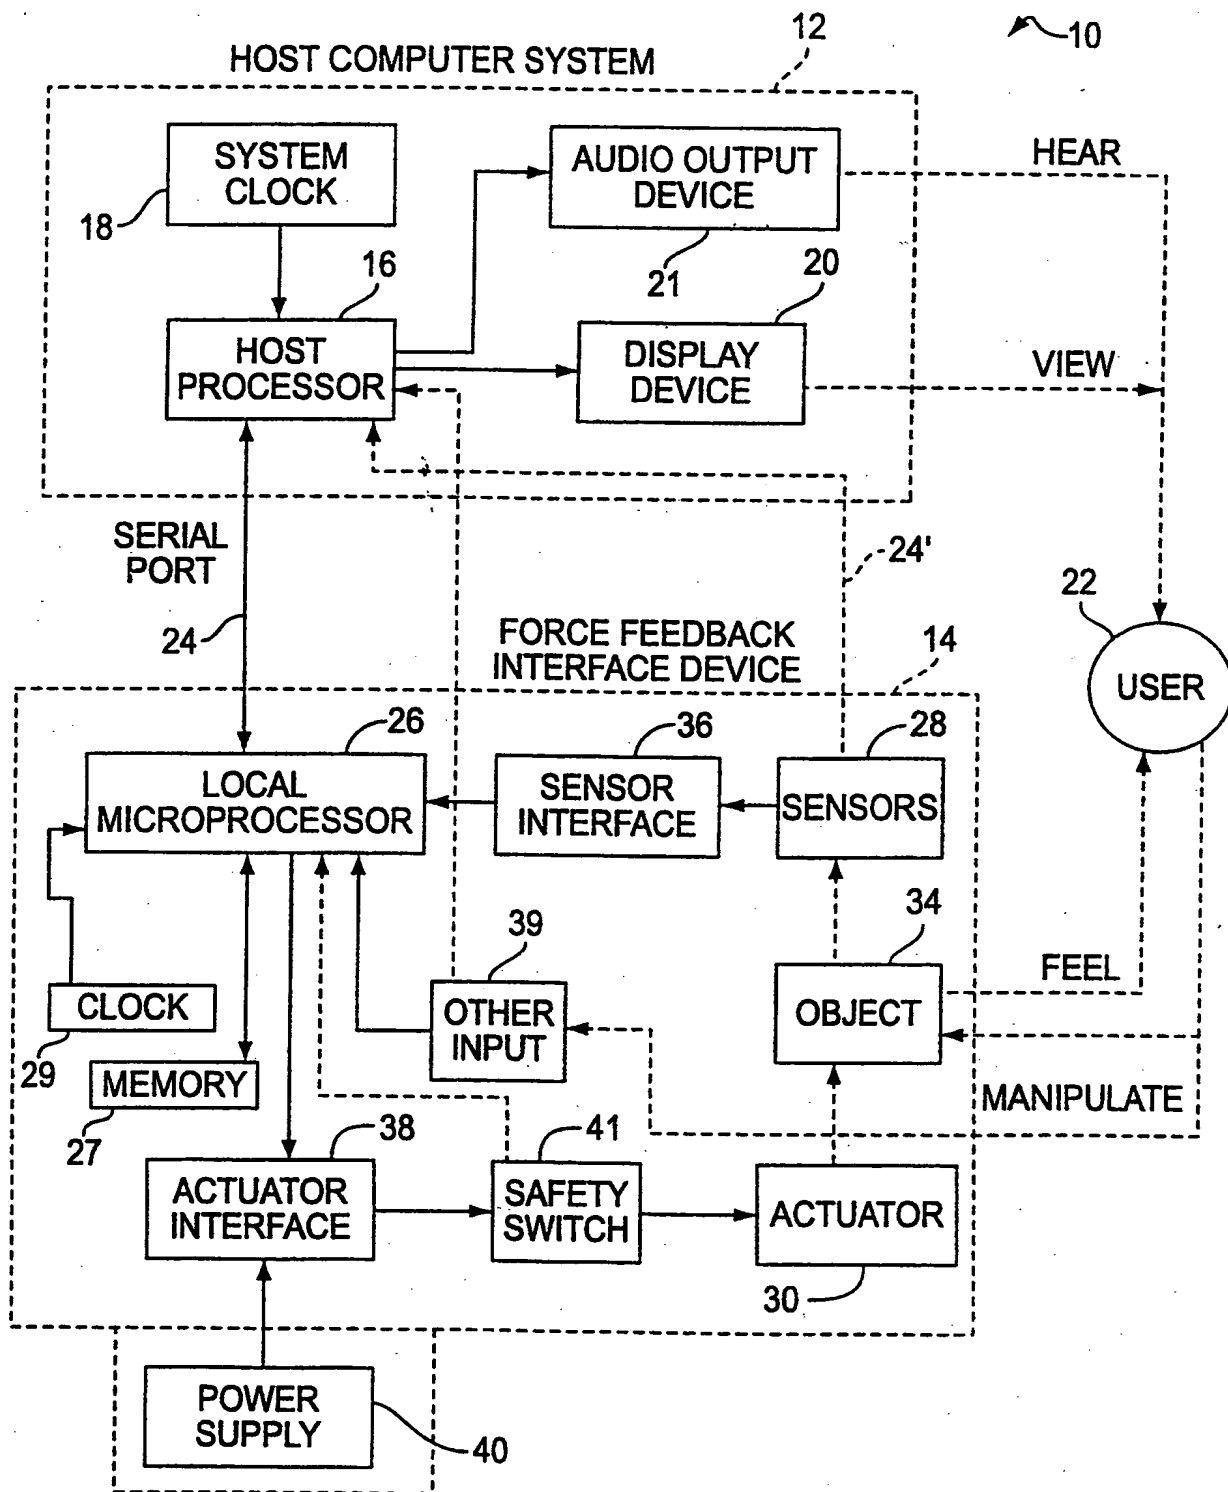 10
12
HOST COMPUTER SYSTEM
SYSTEM
CLOCK
18
AUDIO OUTPUT
DEVICE
21
HEAR
16
HOST
PROCESSOR
20
DISPLAY
DEVICE
VIEW
SERIAL
PORT
24
24'
22
USER
FORCE FEEDBACK
INTERFACE DEVICE
14
26
LOCAL
MICROPROCESSOR
36
SENSOR
INTERFACE
28
SENSORS
34
OBJECT
FEEL
39
OTHER
INPUT
CLOCK
29
MEMORY
27
MANIPULATE
38
ACTUATOR
INTERFACE
41
SAFETY
SWITCH
ACTUATOR
30
POWER
SUPPLY
40